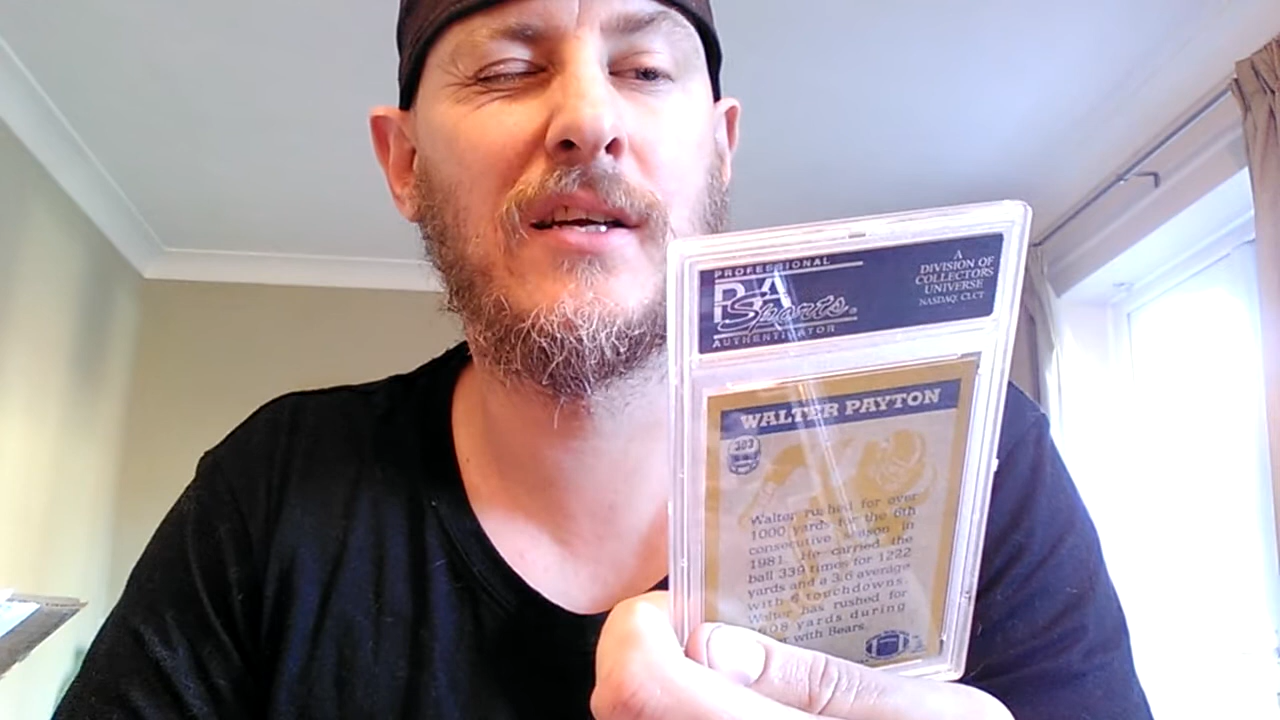 PROFESSIONAL
PSA
Sports®
AUTHENTICATOR
A
DIVISION OF
COLLECTORS
UNIVERSE
NASDAQ: CLCT
WALTER PAYTON
303
Walter rushed for over
1000 yards for the 6th
consecutive season in
1981. He carried the
ball 339 times for 1222
yards and a 3.6 average
with 6 touchdowns.
Walter has rushed for
yards during
with Bears.